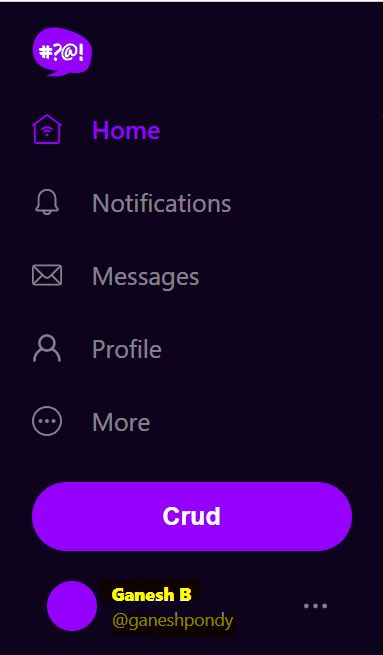 #?@!
Home
Notifications
Messages
Profile
More
Crud
Ganesh B
@ganeshpondy